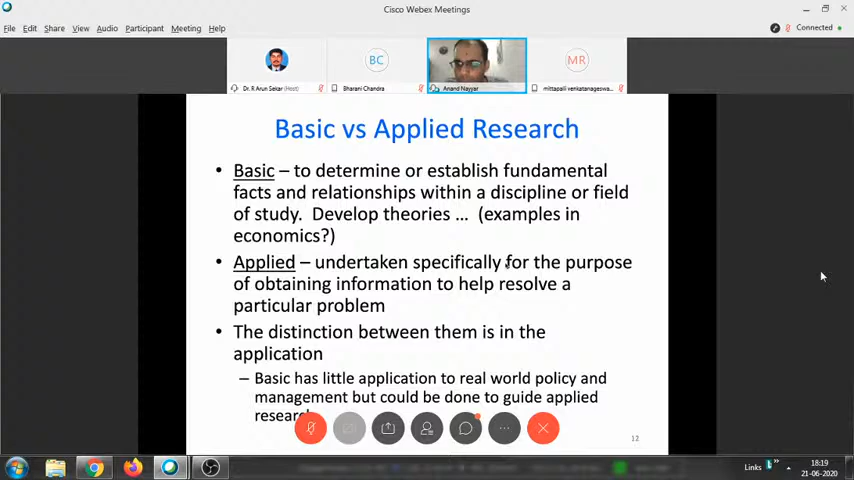 Cisco Webex Meetings
File Edit Share View Audio Participant Meeting Help
Connected
BC
MR
Dr. R Arun Sekar (Host)
Bharani Chandra
Anand Nayyar
mittapalli venkatanageswa...
Basic vs Applied Research
• Basic – to determine or establish fundamental
facts and relationships within a discipline or field
of study. Develop theories … (examples in
economics?)
• Applied – undertaken specifically for the purpose
of obtaining information to help resolve a
particular problem
• The distinction between them is in the
application
– Basic has little application to real world policy and
management but could be done to guide applied
research
12
Links
18:19
21-06-2020